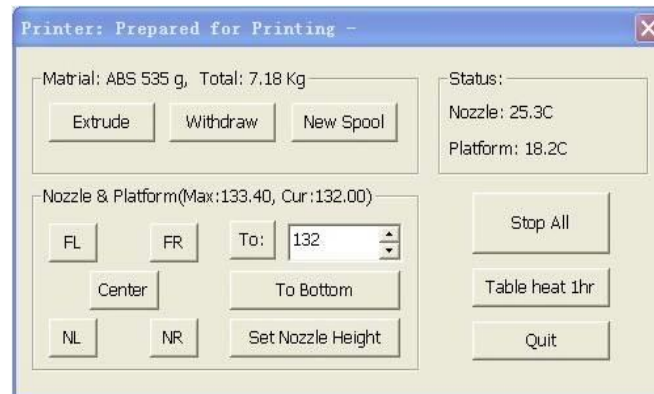 Printer: Prepared for Printing -
Matrial: ABS 535 g, Total: 7.18 Kg
Extrude
Withdraw
New Spool
Status:
Nozzle: 25.3C
Platform: 18.2C
Nozzle & Platform(Max:133.40, Cur:132.00)
FL
FR
To:
132
Center
To Bottom
NL
NR
Set Nozzle Height
Stop All
Table heat 1hr
Quit